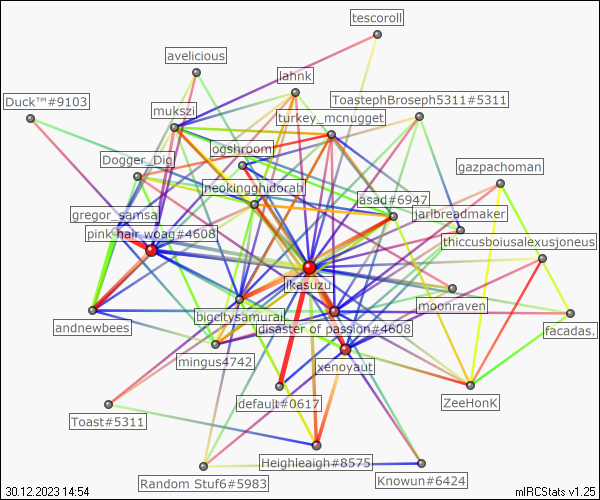 tescoroll
avelicious
lahnk
Duck™#9103
ToastephBroseph5311#5311
mukszi
turkey_mcnugget
ogshroom
Dogger_Dig
gazpachoman
neokingghidorah
asad#6947
gregor_samsa
jarlbreadmaker
pink hair woag#4608
thiccusboiusalexusjoneus
ikasuzu
moonraven
bigcitysamurai
andnewbees
disaster of passion#4608
facadas.
mingus4742
xenoyaut
default#0617
ZeeHonK
Toast#5311
Heighleaigh#8575
Random Stuf6#5983
Knowun#6424
30.12.2023 14:54
mIRCStats v1.25